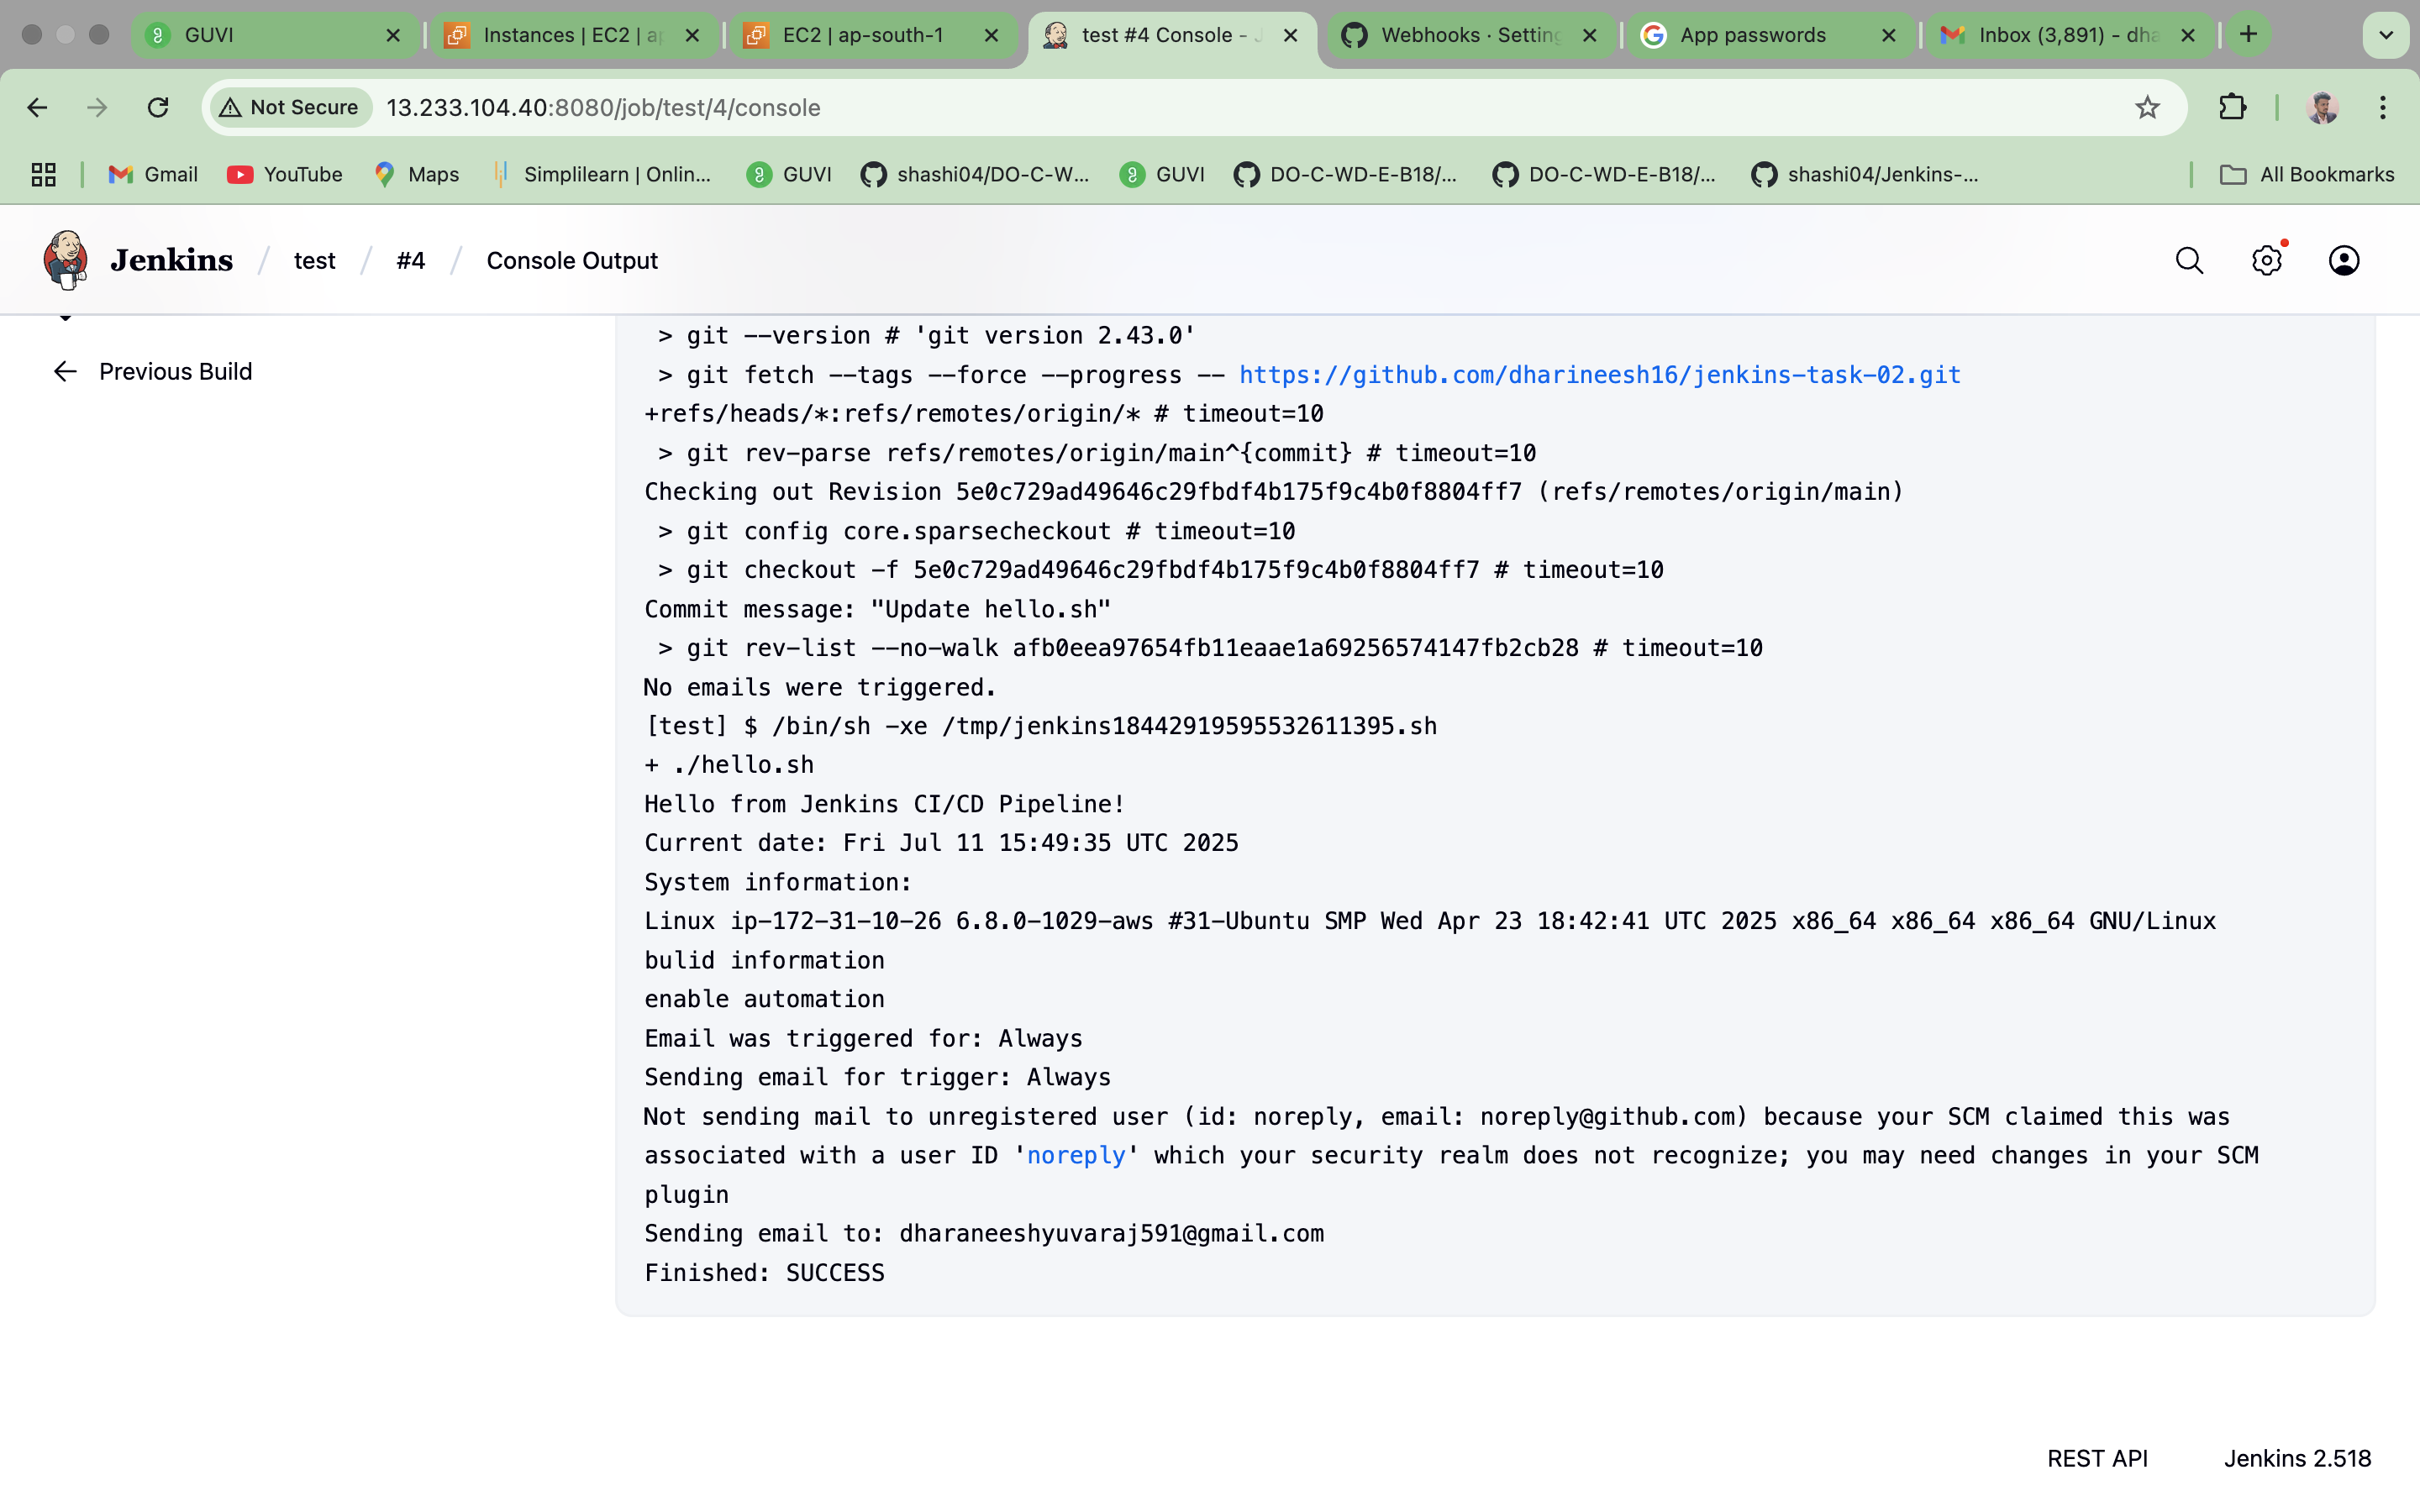 GUVI
Instances | EC2 | ap
EC2 | ap-south-1
test #4 Console - J
Webhooks · Setting
App passwords
Inbox (3,891) - dha
Not Secure
13.233.104.40:8080/job/test/4/console
Gmail
YouTube
Maps
Simplilearn | Onlin...
GUVI
shashi04/DO-C-W...
GUVI
DO-C-WD-E-B18/...
DO-C-WD-E-B18/...
shashi04/Jenkins-...
All Bookmarks
Jenkins / test / #4 / Console Output
Previous Build
> git --version # 'git version 2.43.0'
> git fetch --tags --force --progress -- https://github.com/dharineesh16/jenkins-task-02.git
+refs/heads/*:refs/remotes/origin/* # timeout=10
> git rev-parse refs/remotes/origin/main^{commit} # timeout=10
Checking out Revision 5e0c729ad49646c29fbdf4b175f9c4b0f8804ff7 (refs/remotes/origin/main)
> git config core.sparsecheckout # timeout=10
> git checkout -f 5e0c729ad49646c29fbdf4b175f9c4b0f8804ff7 # timeout=10
Commit message: "Update hello.sh"
> git rev-list --no-walk afb0eea97654fb11eaae1a69256574147fb2cb28 # timeout=10
No emails were triggered.
[test] $ /bin/sh -xe /tmp/jenkins18442919595532611395.sh
+ ./hello.sh
Hello from Jenkins CI/CD Pipeline!
Current date: Fri Jul 11 15:49:35 UTC 2025
System information:
Linux ip-172-31-10-26 6.8.0-1029-aws #31-Ubuntu SMP Wed Apr 23 18:42:41 UTC 2025 x86_64 x86_64 x86_64 GNU/Linux
bulid information
enable automation
Email was triggered for: Always
Sending email for trigger: Always
Not sending mail to unregistered user (id: noreply, email: noreply@github.com) because your SCM claimed this was
associated with a user ID 'noreply' which your security realm does not recognize; you may need changes in your SCM
plugin
Sending email to: dharaneeshyuvaraj591@gmail.com
Finished: SUCCESS
REST API
Jenkins 2.518